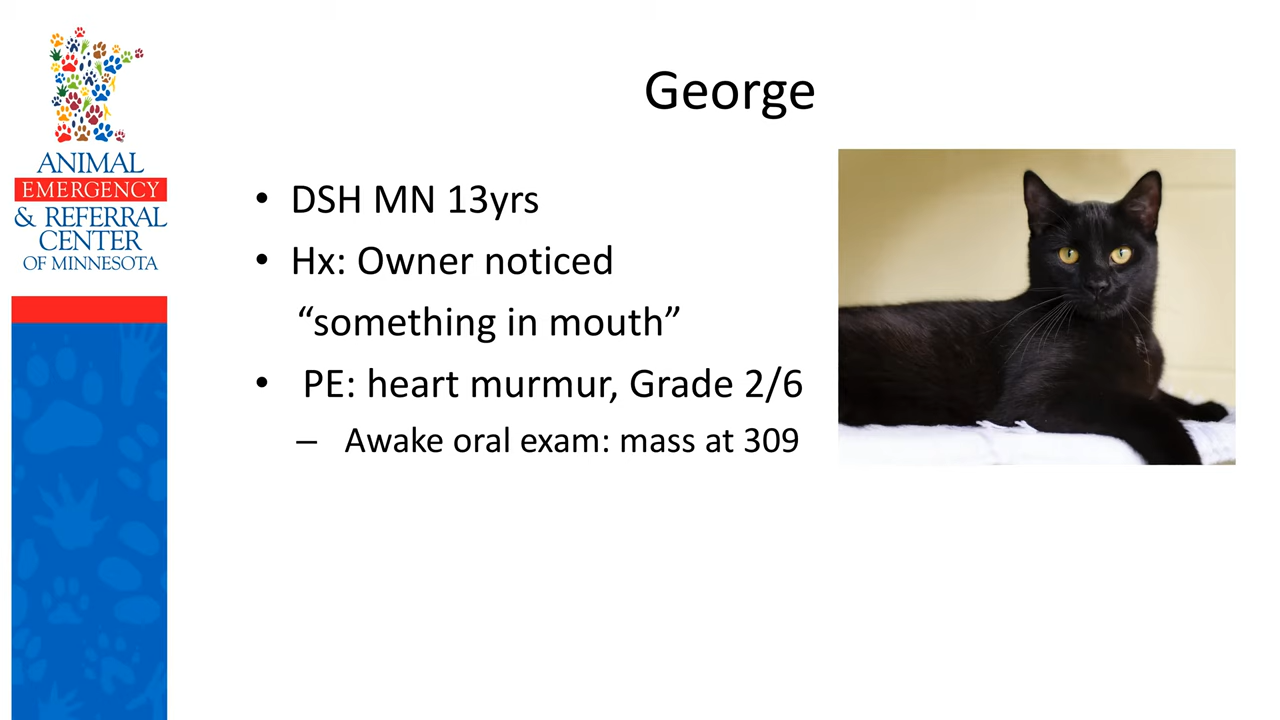 George
ANIMAL
EMERGENCY
& REFERRAL
CENTER
OF MINNESOTA
• DSH MN 13yrs
• Hx: Owner noticed
“something in mouth”
• PE: heart murmur, Grade 2/6
– Awake oral exam: mass at 309